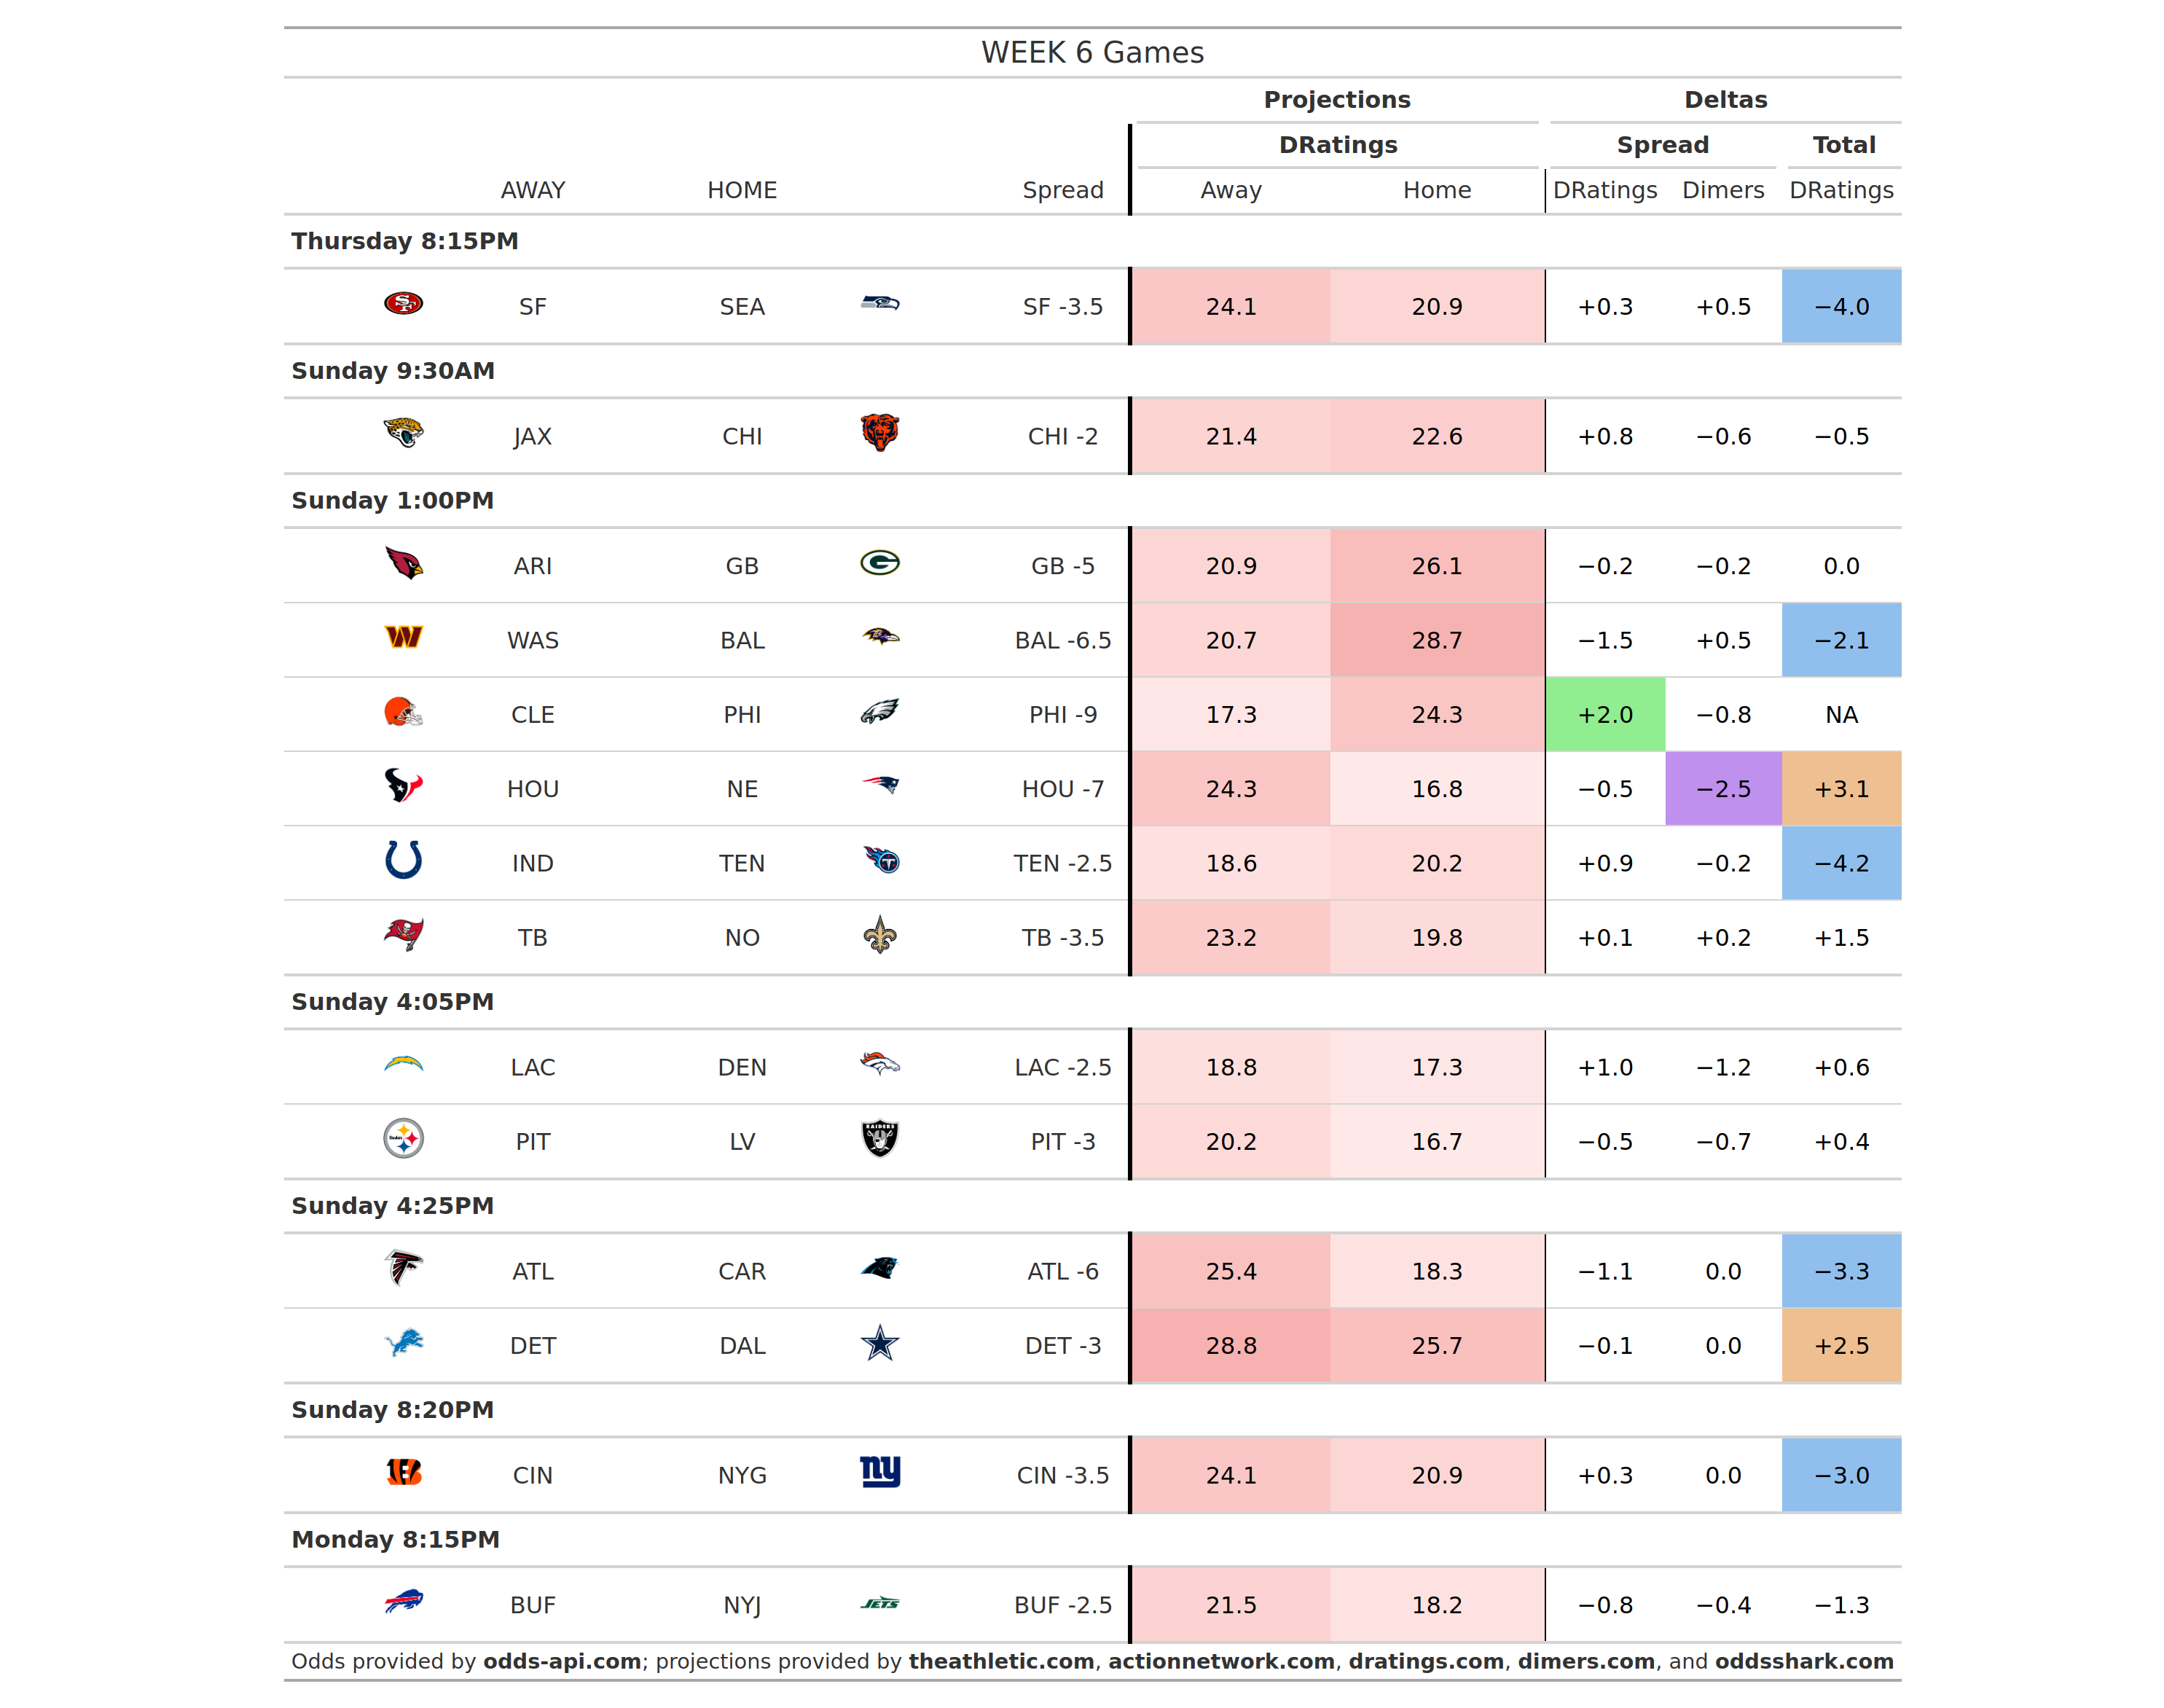 WEEK 6 Games
Projections Deltas
DRatings Spread Total
AWAY HOME Spread Away Home DRatings Dimers DRatings
Thursday 8:15PM
SF SEA SF -3.5 24.1 20.9 +0.3 +0.5 −4.0
Sunday 9:30AM
JAX CHI CHI -2 21.4 22.6 +0.8 −0.6 −0.5
Sunday 1:00PM
ARI GB GB -5 20.9 26.1 −0.2 −0.2 0.0
WAS BAL BAL -6.5 20.7 28.7 −1.5 +0.5 −2.1
CLE PHI PHI -9 17.3 24.3 +2.0 −0.8 NA
HOU NE HOU -7 24.3 16.8 −0.5 −2.5 +3.1
IND TEN TEN -2.5 18.6 20.2 +0.9 −0.2 −4.2
TB NO TB -3.5 23.2 19.8 +0.1 +0.2 +1.5
Sunday 4:05PM
LAC DEN LAC -2.5 18.8 17.3 +1.0 −1.2 +0.6
PIT LV RAIDERS PIT -3 20.2 16.7 −0.5 −0.7 +0.4
Sunday 4:25PM
ATL CAR ATL -6 25.4 18.3 −1.1 0.0 −3.3
DET DAL DET -3 28.8 25.7 −0.1 0.0 +2.5
Sunday 8:20PM
CIN NYG ny CIN -3.5 24.1 20.9 +0.3 0.0 −3.0
Monday 8:15PM
BUF NYJ JETS BUF -2.5 21.5 18.2 −0.8 −0.4 −1.3
Odds provided by odds-api.com; projections provided by theathletic.com, actionnetwork.com, dratings.com, dimers.com, and oddsshark.com